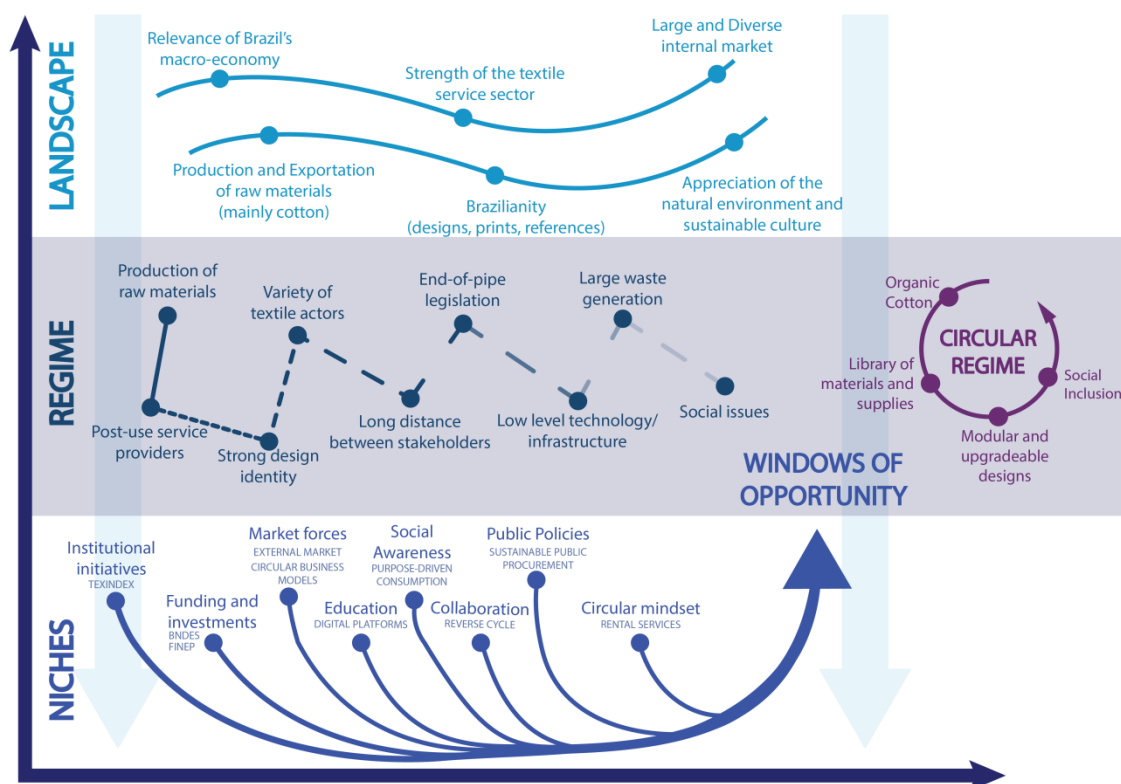 LANDSCAPE
Relevance of Brazil's
macro-economy
Strength of the textile
service sector
Large and Diverse
internal market
Production and Exportation
of raw materials
(mainly cotton)
Brazilianity
(designs, prints, references)
Appreciation of the
natural environment and
sustainable culture
REGIME
Production of
raw materials
Post-use service
providers
Variety of
textile actors
Strong design
identity
End-of-pipe
legislation
Long distance
between stakeholders
Large waste
generation
Low level technology/
infrastructure
Social issues
Organic
Cotton
CIRCULAR
REGIME
Library of
materials and
supplies
Social
Inclusion
Modular and
upgradeable
designs
WINDOWS OF
OPPORTUNITY
NICHES
Institutional
initiatives
TEXINDEX
Funding and
investments
BNDES
FINEP
Market forces
EXTERNAL MARKET
CIRCULAR BUSINESS
MODELS
Education
DIGITAL PLATFORMS
Social
Awareness
PURPOSE-DRIVEN
CONSUMPTION
Collaboration
REVERSE CYCLE
Public Policies
SUSTAINABLE PUBLIC
PROCUREMENT
Circular mindset
RENTAL SERVICES